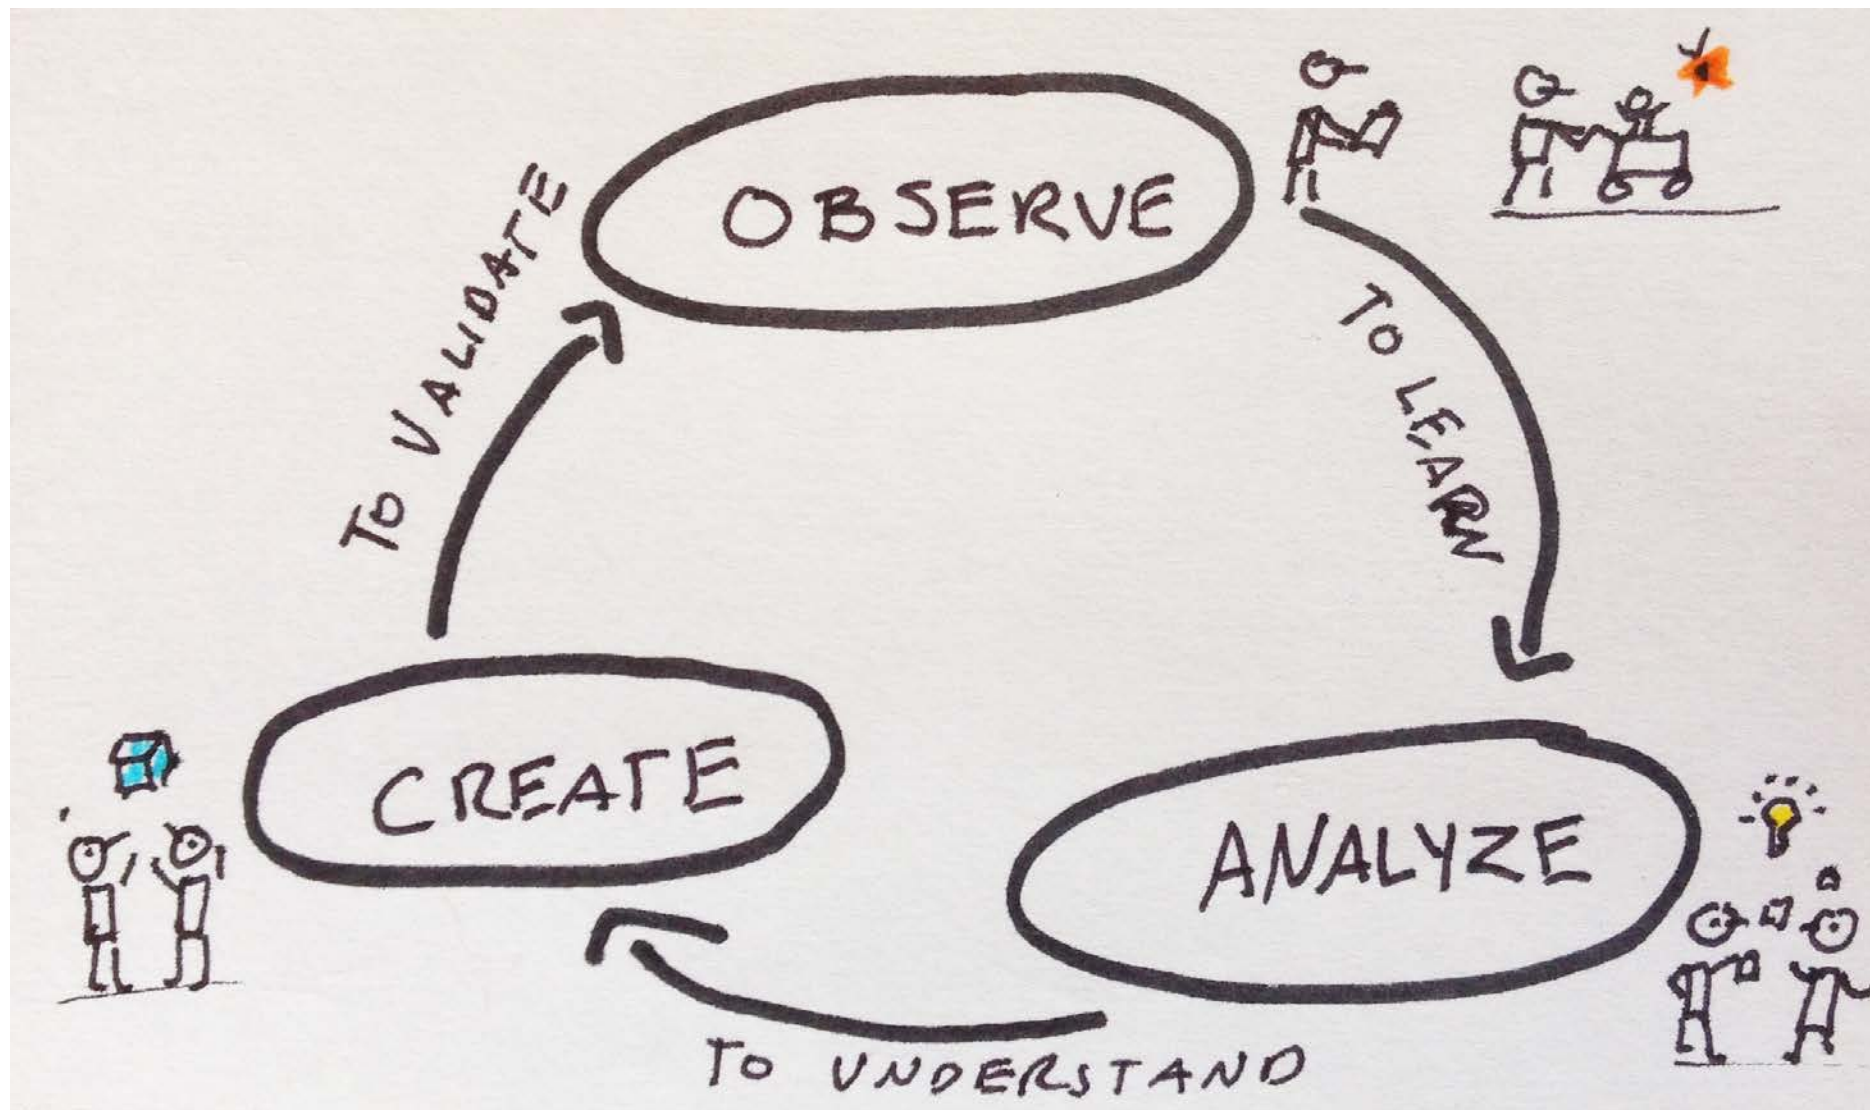 OBSERVE
TO LEARN
ANALYZE
TO UNDERSTAND
CREATE
TO VALIDATE